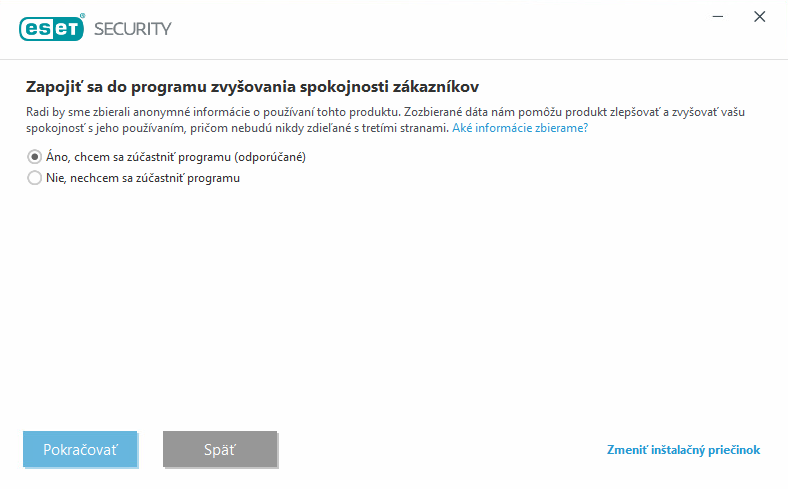 eset® SECURITY
Zapojiť sa do programu zvyšovania spokojnosti zákazníkov
Radi by sme zbierali anonymné informácie o používaní tohto produktu. Zozbierané dáta nám pomôžu produkt zlepšovať a zvyšovať vašu
spokojnosť s jeho používaním, pričom nebudú nikdy zdieľané s tretími stranami. Aké informácie zbierame?
Áno, chcem sa zúčastniť programu (odporúčané)
Nie, nechcem sa zúčastniť programu
Pokračovať
Späť
Zmeniť inštalačný priečinok